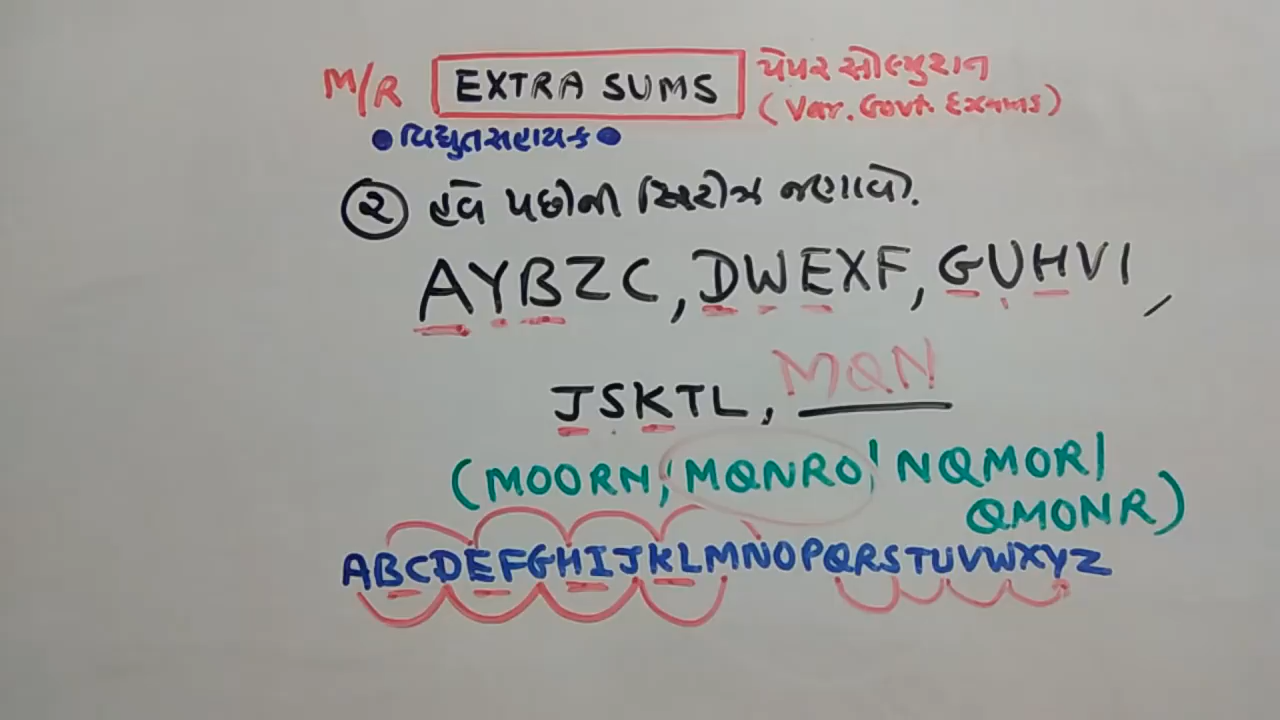 M/R EXTRA SUMS પેપર સોલ્યુશન
(Var. Govt. Exams)
• વિદ્યુતસહાયક •
૨ હવે પછીની સિરીઝ જણાવો.
AYBZC, DWEXF, GUHVI,
JSKTL, MQN
(MOORN, MQNRO, NQMOR,
QMONR)
ABCDEFGHIJKLMNOPQRSTUVWXYZ